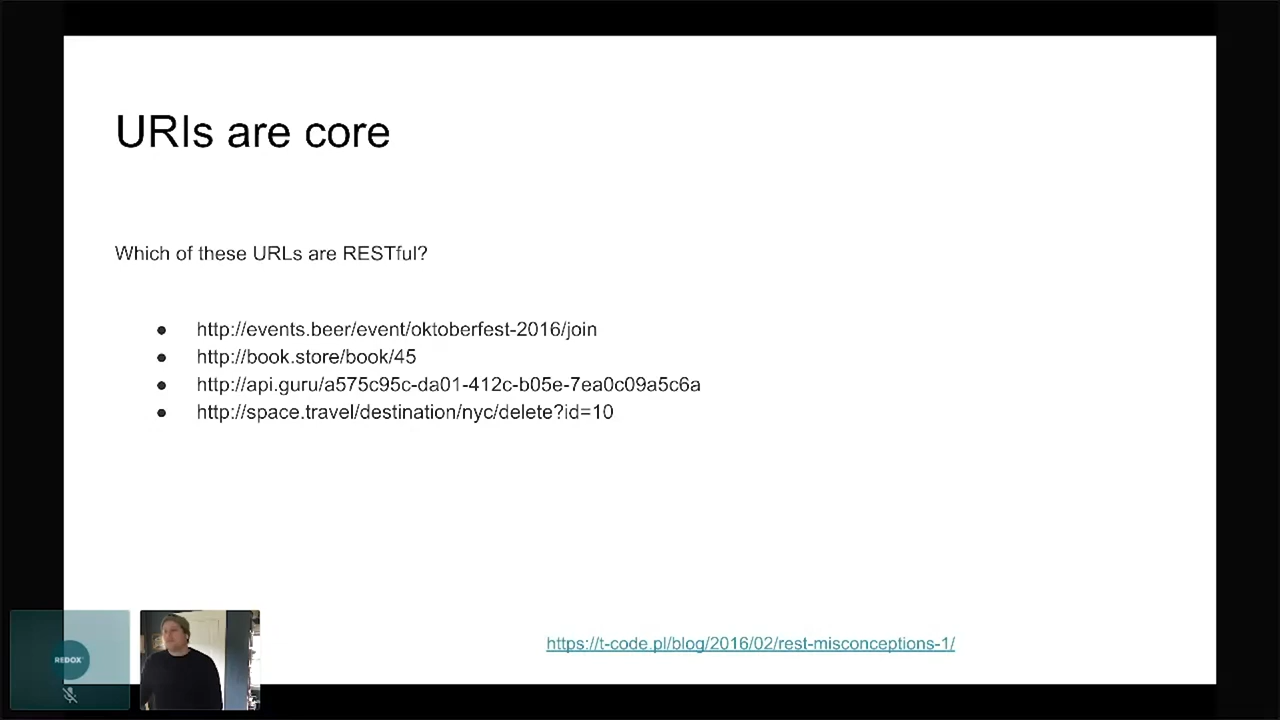 URIs are core
Which of these URLs are RESTful?
● http://events.beer/event/oktoberfest-2016/join
● http://book.store/book/45
● http://api.guru/a575c95c-da01-412c-b05e-7ea0c09a5c6a
● http://space.travel/destination/nyc/delete?id=10
https://t-code.pl/blog/2016/02/rest-misconceptions-1/
REDOX